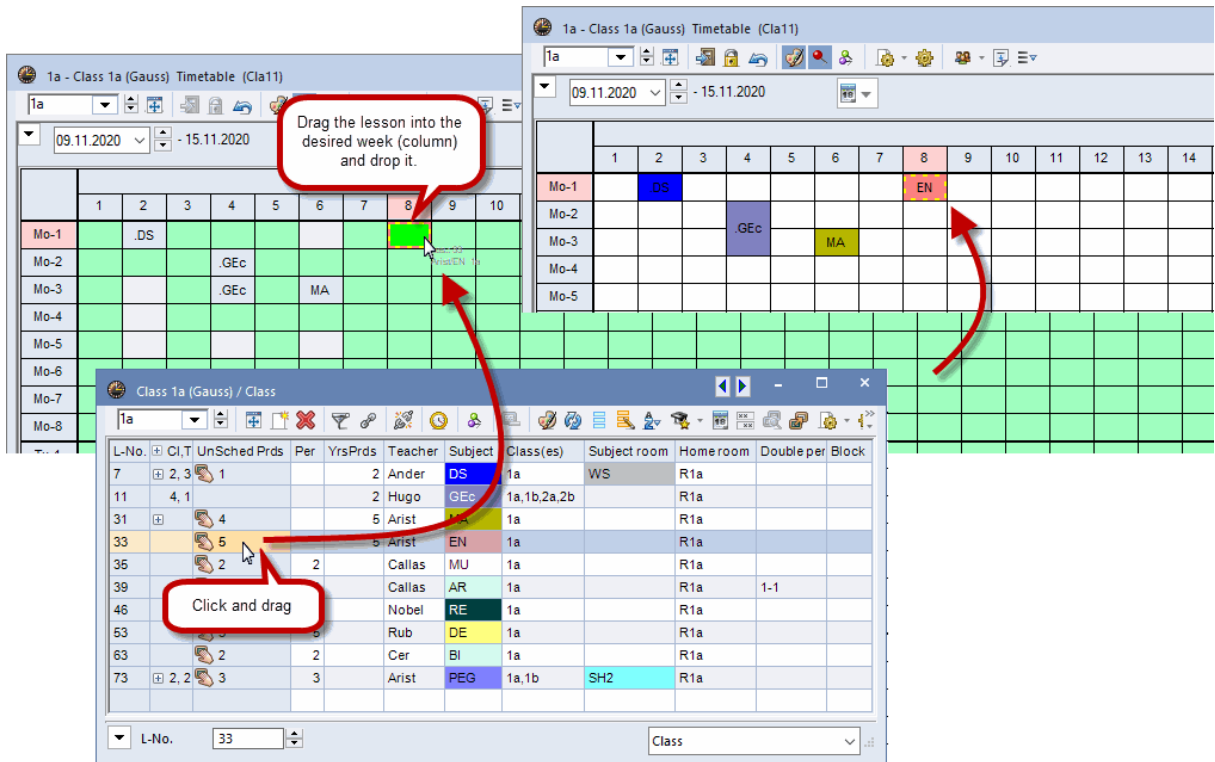 1a - Class 1a (Gauss) Timetable (Cla11)
1a
09.11.2020 - 15.11.2020
1 2 3 4 5 6 7 8 9 10
Mo-1 .DS
Mo-2 .GEc
Mo-3 .GEc MA
Mo-4
Mo-5
Mo-6
Mo-7
Mo-8
Drag the lesson into the
desired week (column)
and drop it.
Arist/EN 1a
1a - Class 1a (Gauss) Timetable (Cla11)
1a
09.11.2020 - 15.11.2020
1 2 3 4 5 6 7 8 9 10 11 12 13 14
Mo-1 DS EN
Mo-2
.GEc
Mo-3 MA
Mo-4
Mo-5
Class 1a (Gauss) / Class
1a
L-No. Cl,T UnSched Prds Per YrsPrds Teacher Subject Class(es) Subject room Home room Double per Block
7 2, 3 1 2 Ander DS 1a WS R1a
11 4, 1 2 Hugo GEc 1a,1b,2a,2b R1a
31 4 5 Arist MA 1a R1a
33 5 5 Arist EN 1a R1a
35 2 2 Callas MU 1a R1a
39 Callas AR 1a R1a 1-1
46 Nobel RE 1a R1a
53 5 Rub DE 1a R1a
63 2 2 Cer BI 1a R1a
73 2, 2 3 3 Arist PEG 1a,1b SH2 R1a
Click and drag
L-No. 33 Class